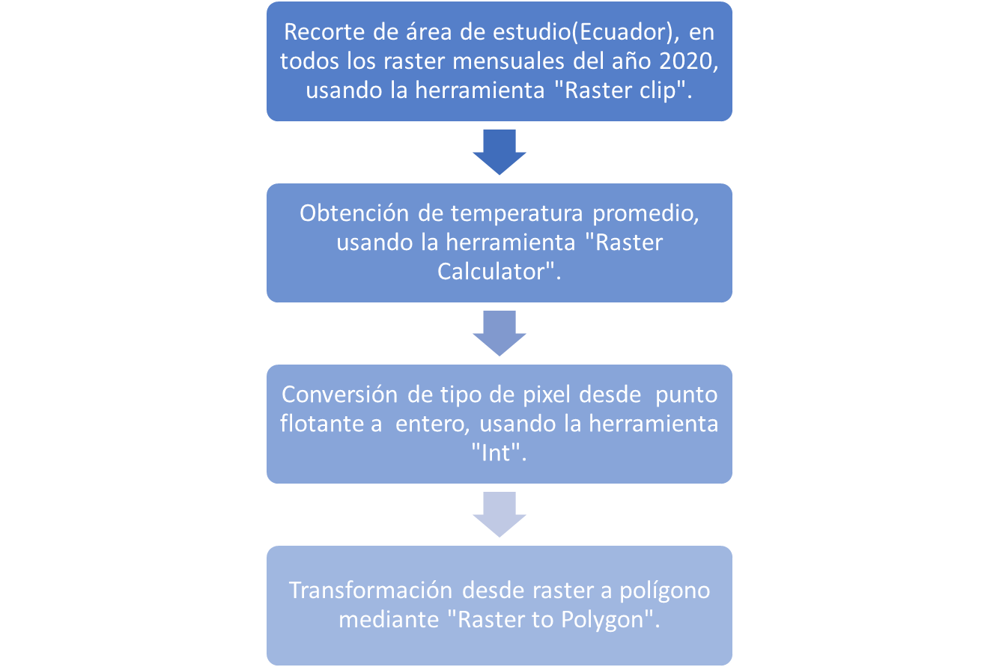 Recorte de área de estudio(Ecuador), en
todos los raster mensuales del año 2020,
usando la herramienta "Raster clip".
Obtención de temperatura promedio,
usando la herramienta "Raster
Calculator".
Conversión de tipo de pixel desde punto
flotante a entero, usando la herramienta
"Int".
Transformación desde raster a polígono
mediante "Raster to Polygon".